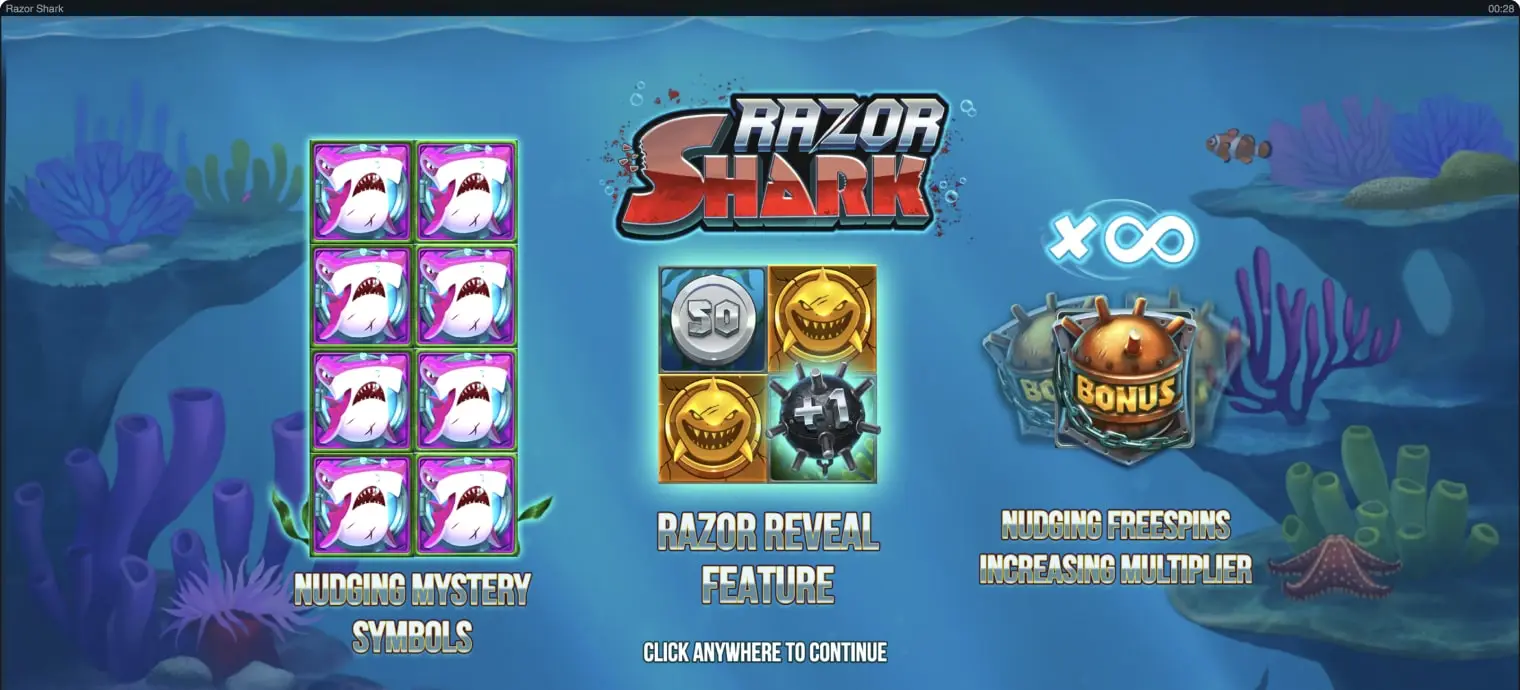 Razor Shark
00:28
RAZOR
SHARK
50
+1
x∞
BONUS
NUDGING MYSTERY
SYMBOLS
RAZOR REVEAL
FEATURE
NUDGING FREESPINS
INCREASING MULTIPLIER
CLICK ANYWHERE TO CONTINUE